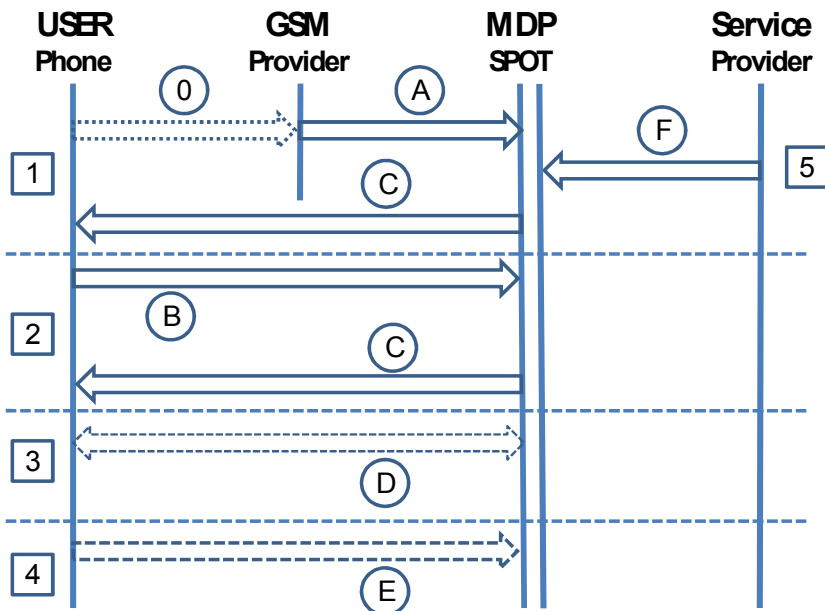 USER GSM MDP Service
Phone Provider SPOT Provider
0 A
F
1 5
C
B
2
C
3
D
4
E